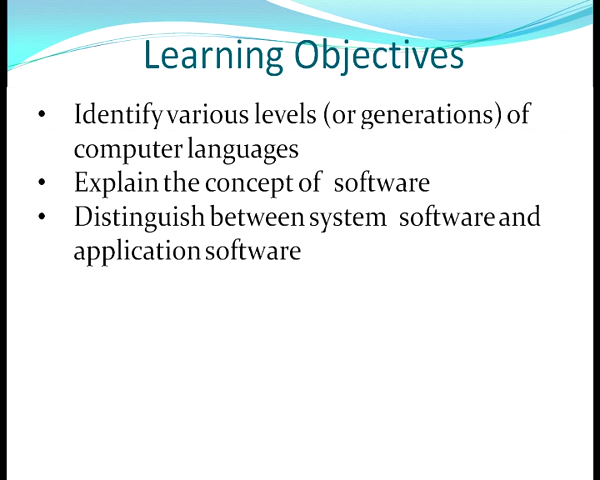 Learning Objectives
• Identify various levels (or generations) of
computer languages
• Explain the concept of software
• Distinguish between system software and
application software